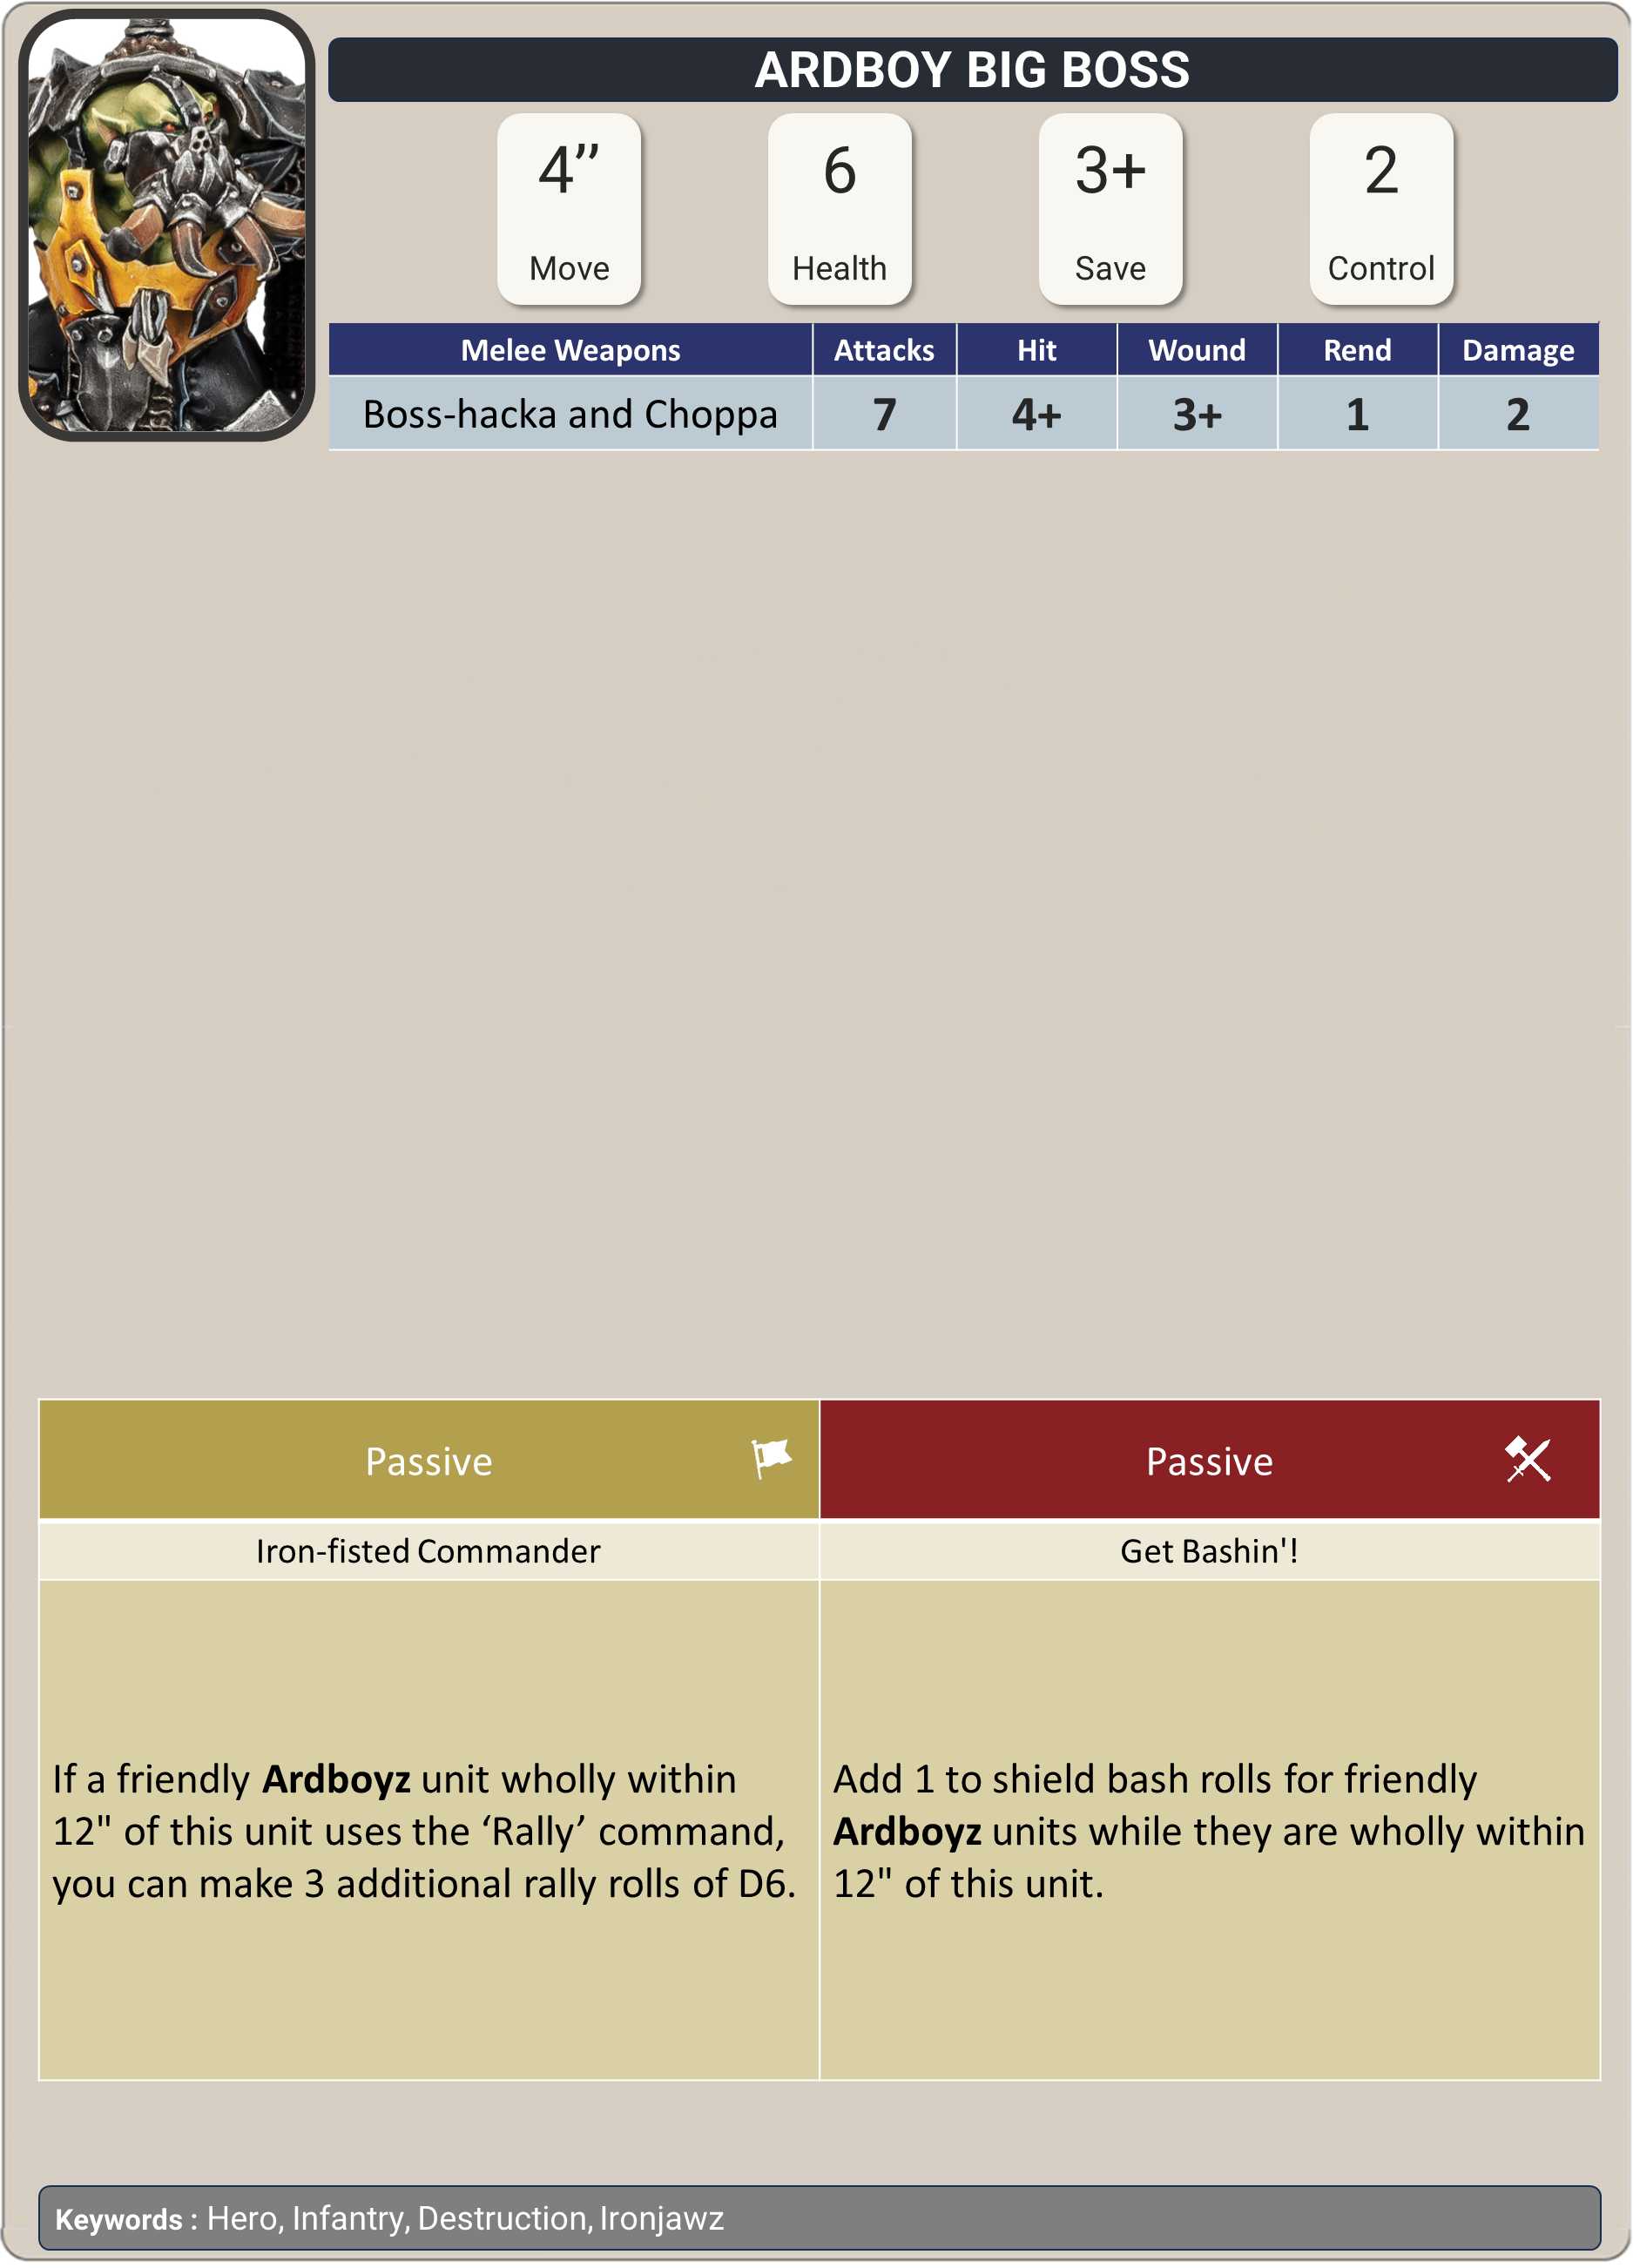 ARDBOY BIG BOSS
4” 6 3+ 2
Move Health Save Control
Melee Weapons Attacks Hit Wound Rend Damage
Boss-hacka and Choppa 7 4+ 3+ 1 2
Passive Passive
Iron-fisted Commander Get Bashin'!
If a friendly Ardboyz unit wholly within
12" of this unit uses the ‘Rally’ command,
you can make 3 additional rally rolls of D6.
Add 1 to shield bash rolls for friendly
Ardboyz units while they are wholly within
12" of this unit.
Keywords : Hero, Infantry, Destruction, Ironjawz